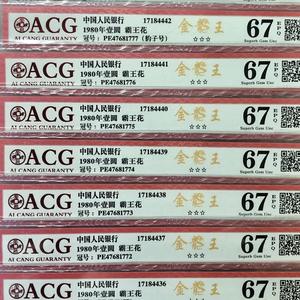 ACG 中国人民银行 17184442 金 王 67 EPQ
AI CANG GUARANTY 1980年壹圆 霸王花
冠号： PE47681777 (豹子号) ☆☆☆ Superb Gem Unc
ACG 中国人民银行 17184441 金 王 67 EPQ
AI CANG GUARANTY 1980年壹圆 霸王花
冠号： PE47681776 ☆☆☆ Superb Gem Unc
ACG 中国人民银行 17184440 金 王 67 EPQ
AI CANG GUARANTY 1980年壹圆 霸王花
冠号： PE47681775 ☆☆☆ Superb Gem Unc
ACG 中国人民银行 17184439 金 王 67 EPQ
AI CANG GUARANTY 1980年壹圆 霸王花
冠号： PE47681774 ☆☆☆ Superb Gem Unc
ACG 中国人民银行 17184438 金 王 67 EPQ
AI CANG GUARANTY 1980年壹圆 霸王花
冠号： PE47681773 ☆☆☆ Superb Gem Unc
ACG 中国人民银行 17184437 金 王 67 EPQ
AI CANG GUARANTY 1980年壹圆 霸王花
冠号： PE47681772 ☆☆☆ Superb Gem Unc
ACG 中国人民银行 17184436 金 王 67
1980年壹圆 霸王花